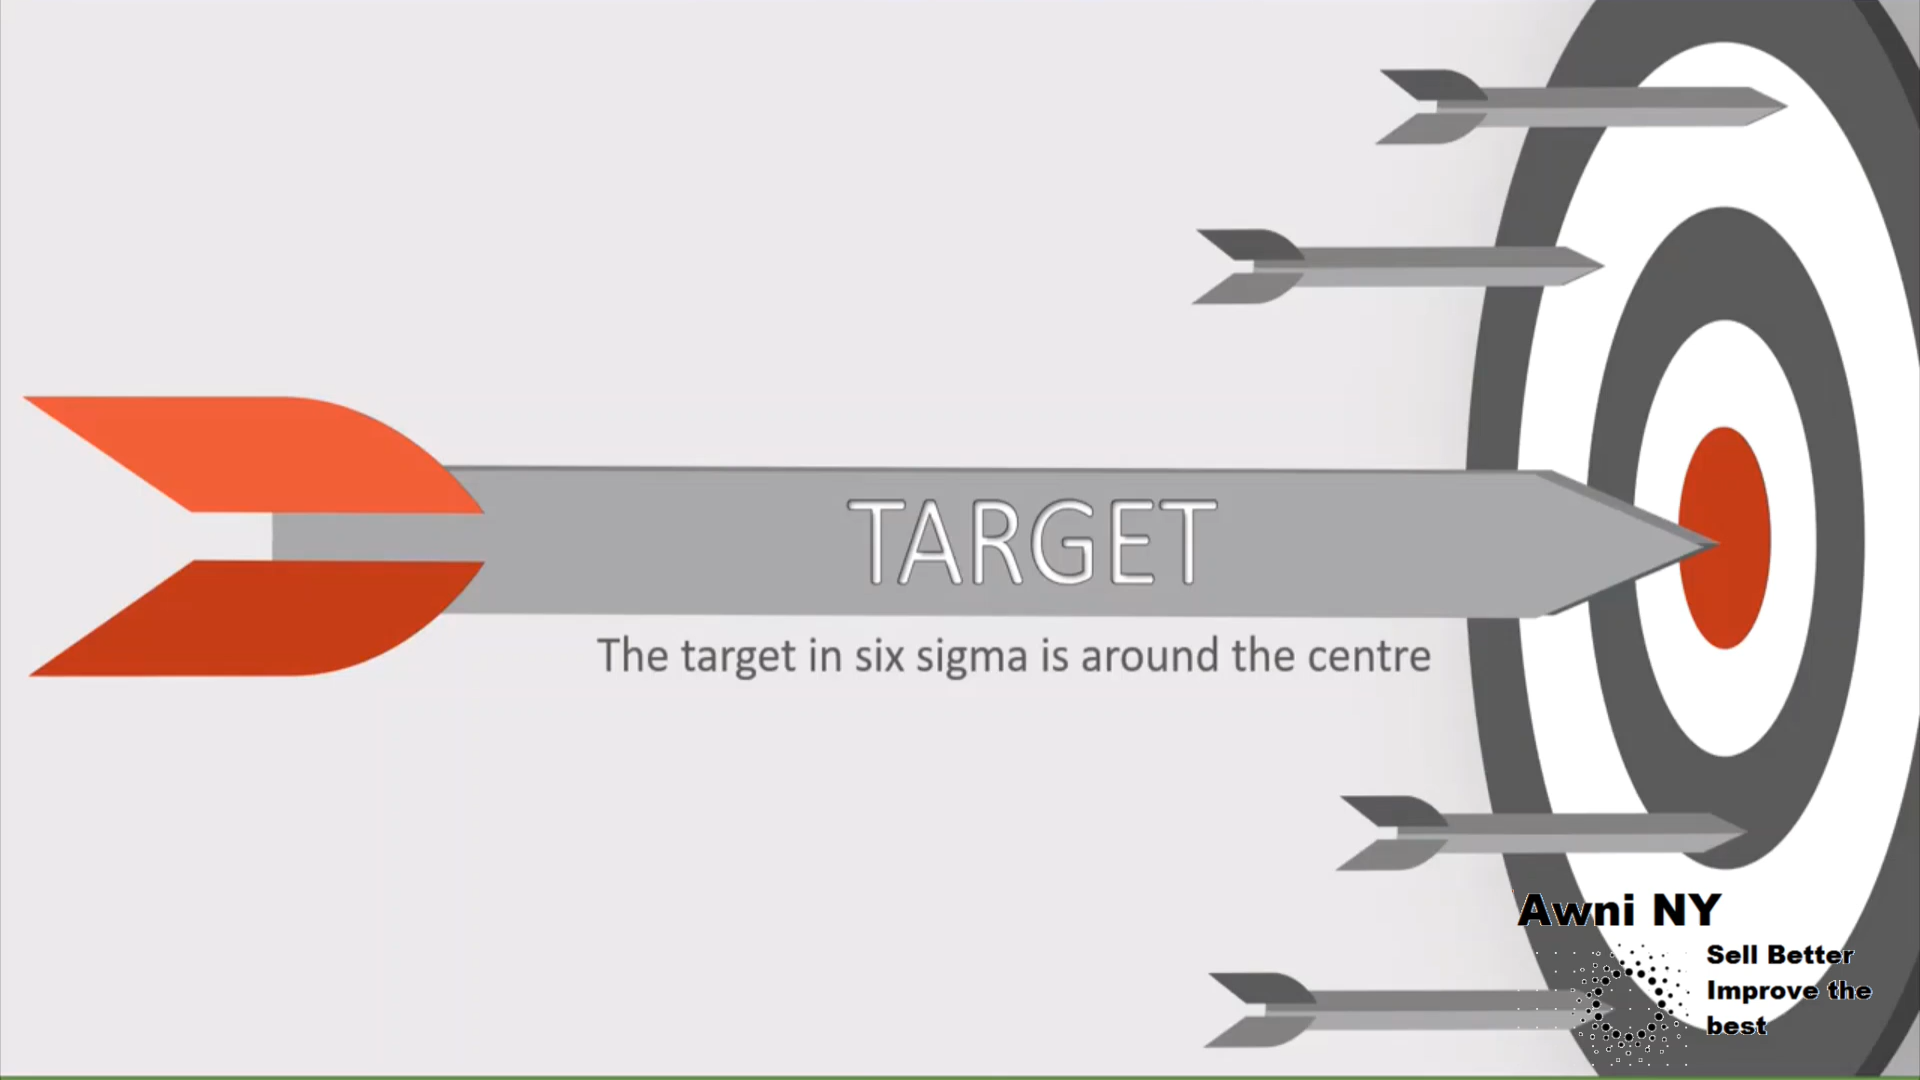 TARGET
The target in six sigma is around the centre
Awni NY
Sell Better
Improve the
best